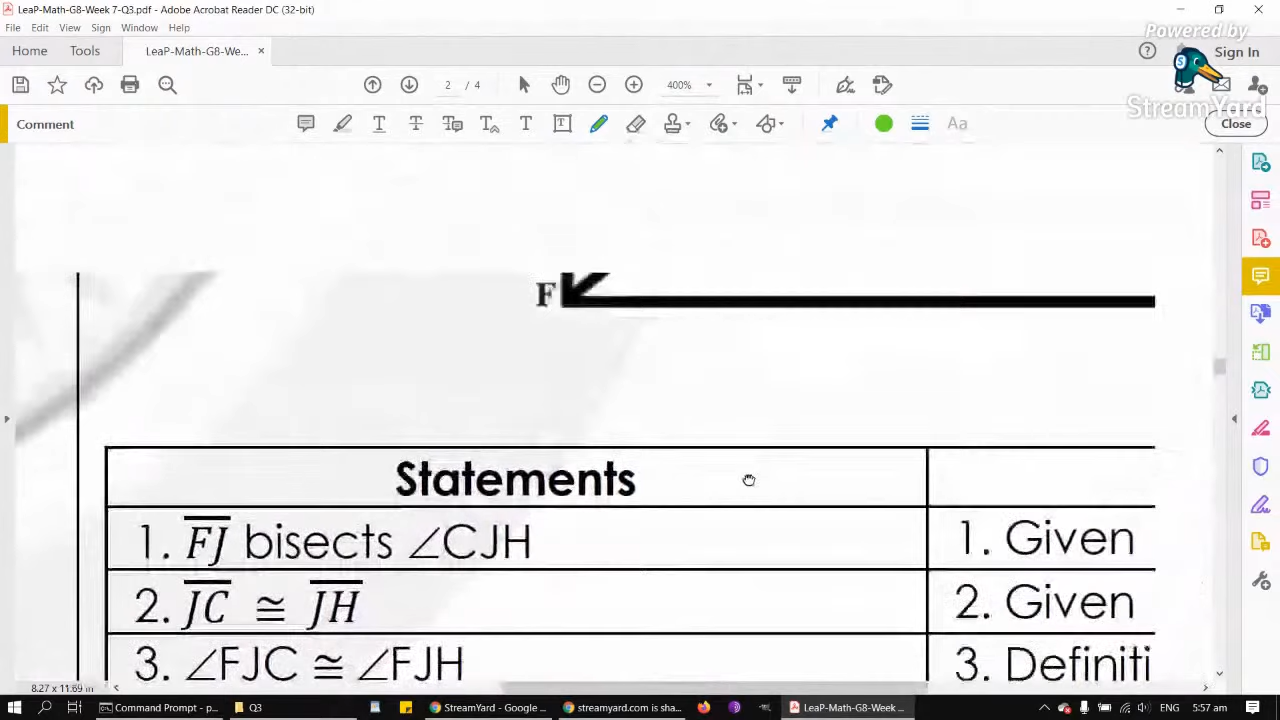 LeaP-Math-G8-Week 7-Q3.pdf - Adobe Acrobat Reader DC (32-bit)
File Edit View Sign Window Help
Powered by
Home Tools LeaP-Math-G8-We... × Sign In
2 / 4 400%
StreamYard
Comment Aa Close
F
Statements
1. FJ bisects ∠CJH 1. Given
2. JC ≅ JH 2. Given
3. ∠FJC ≅ ∠FJH 3. Definiti
8.27 x 11.69 in
Command Prompt - p... Q3 StreamYard - Google ... streamyard.com is sha... LeaP-Math-G8-Week ... 5:57 am